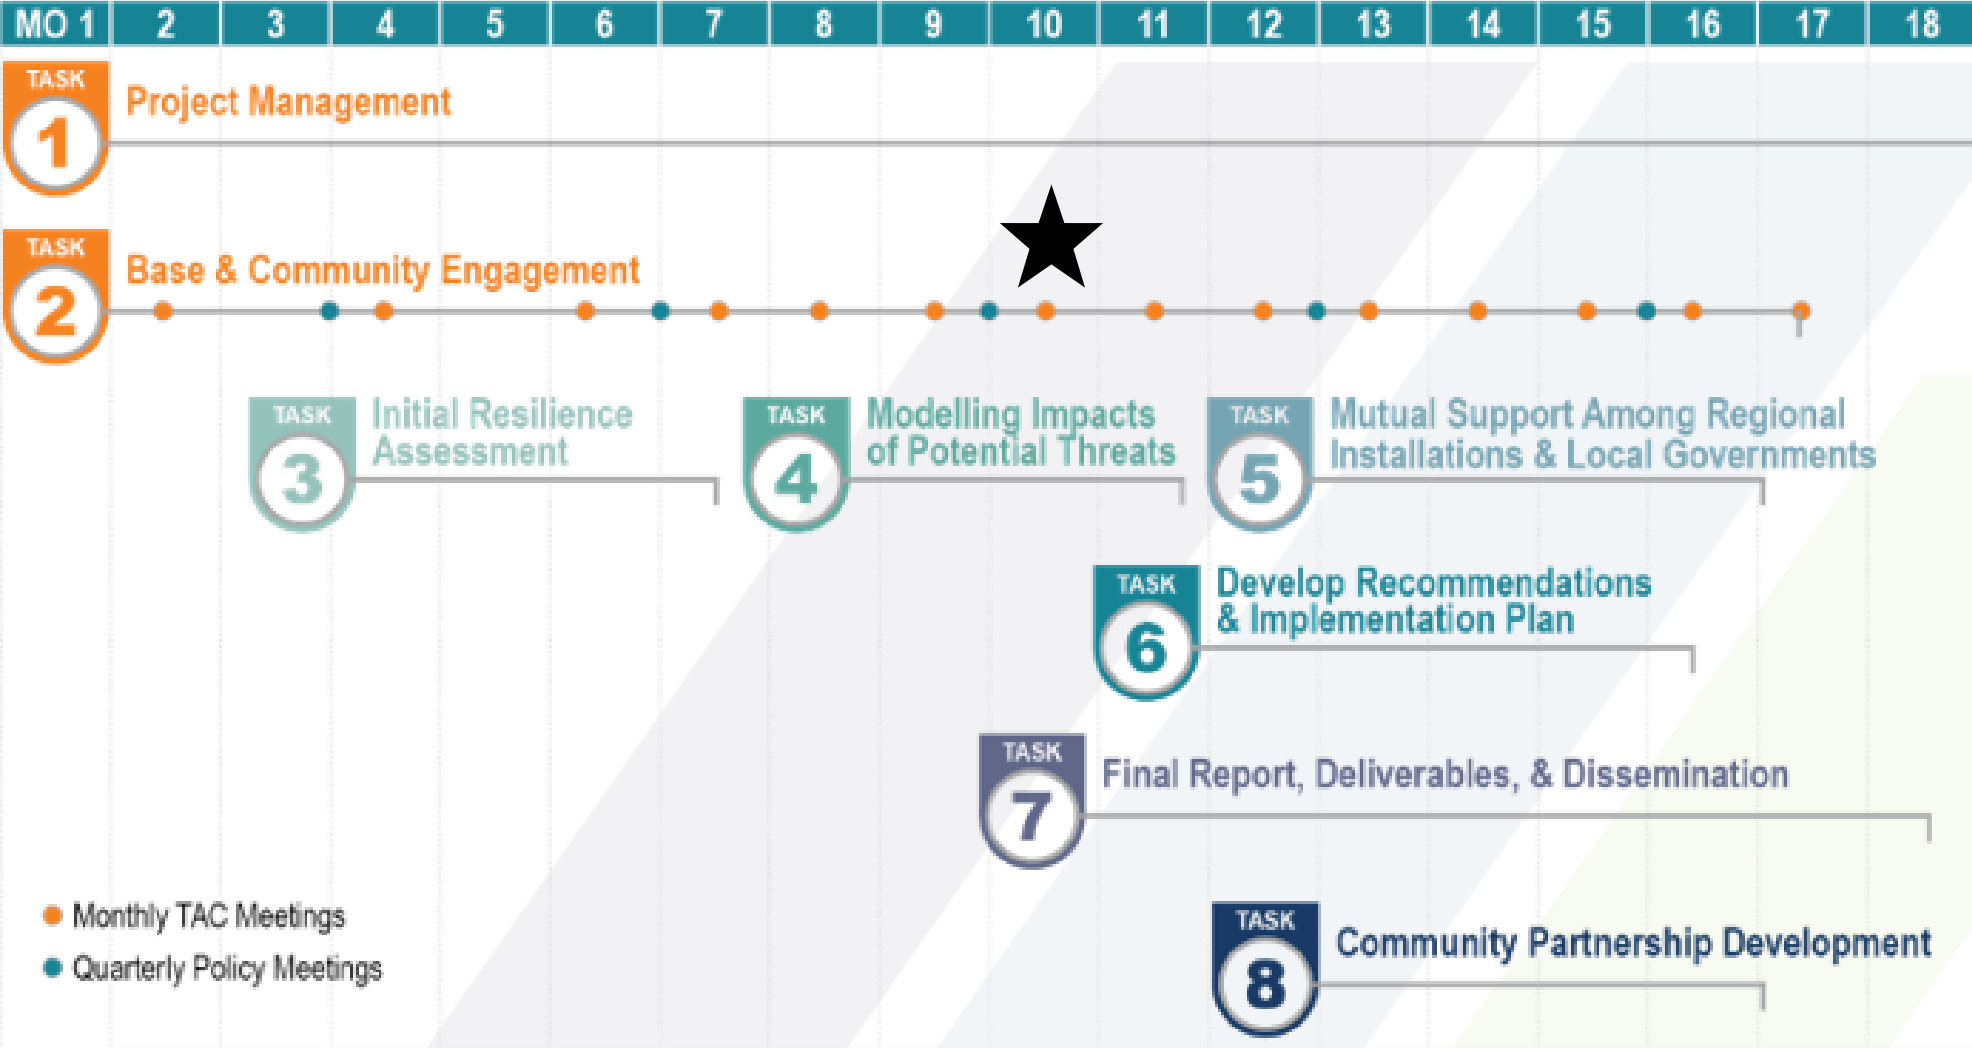 MO 1 2 3 4 5 6 7 8 9 10 11 12 13 14 15 16 17 18
TASK
1
Project Management
TASK
2
Base & Community Engagement
TASK
3
Initial Resilience
Assessment
TASK
4
Modelling Impacts
of Potential Threats
TASK
5
Mutual Support Among Regional
Installations & Local Governments
TASK
6
Develop Recommendations
& Implementation Plan
TASK
7
Final Report, Deliverables, & Dissemination
TASK
8
Community Partnership Development
Monthly TAC Meetings
Quarterly Policy Meetings